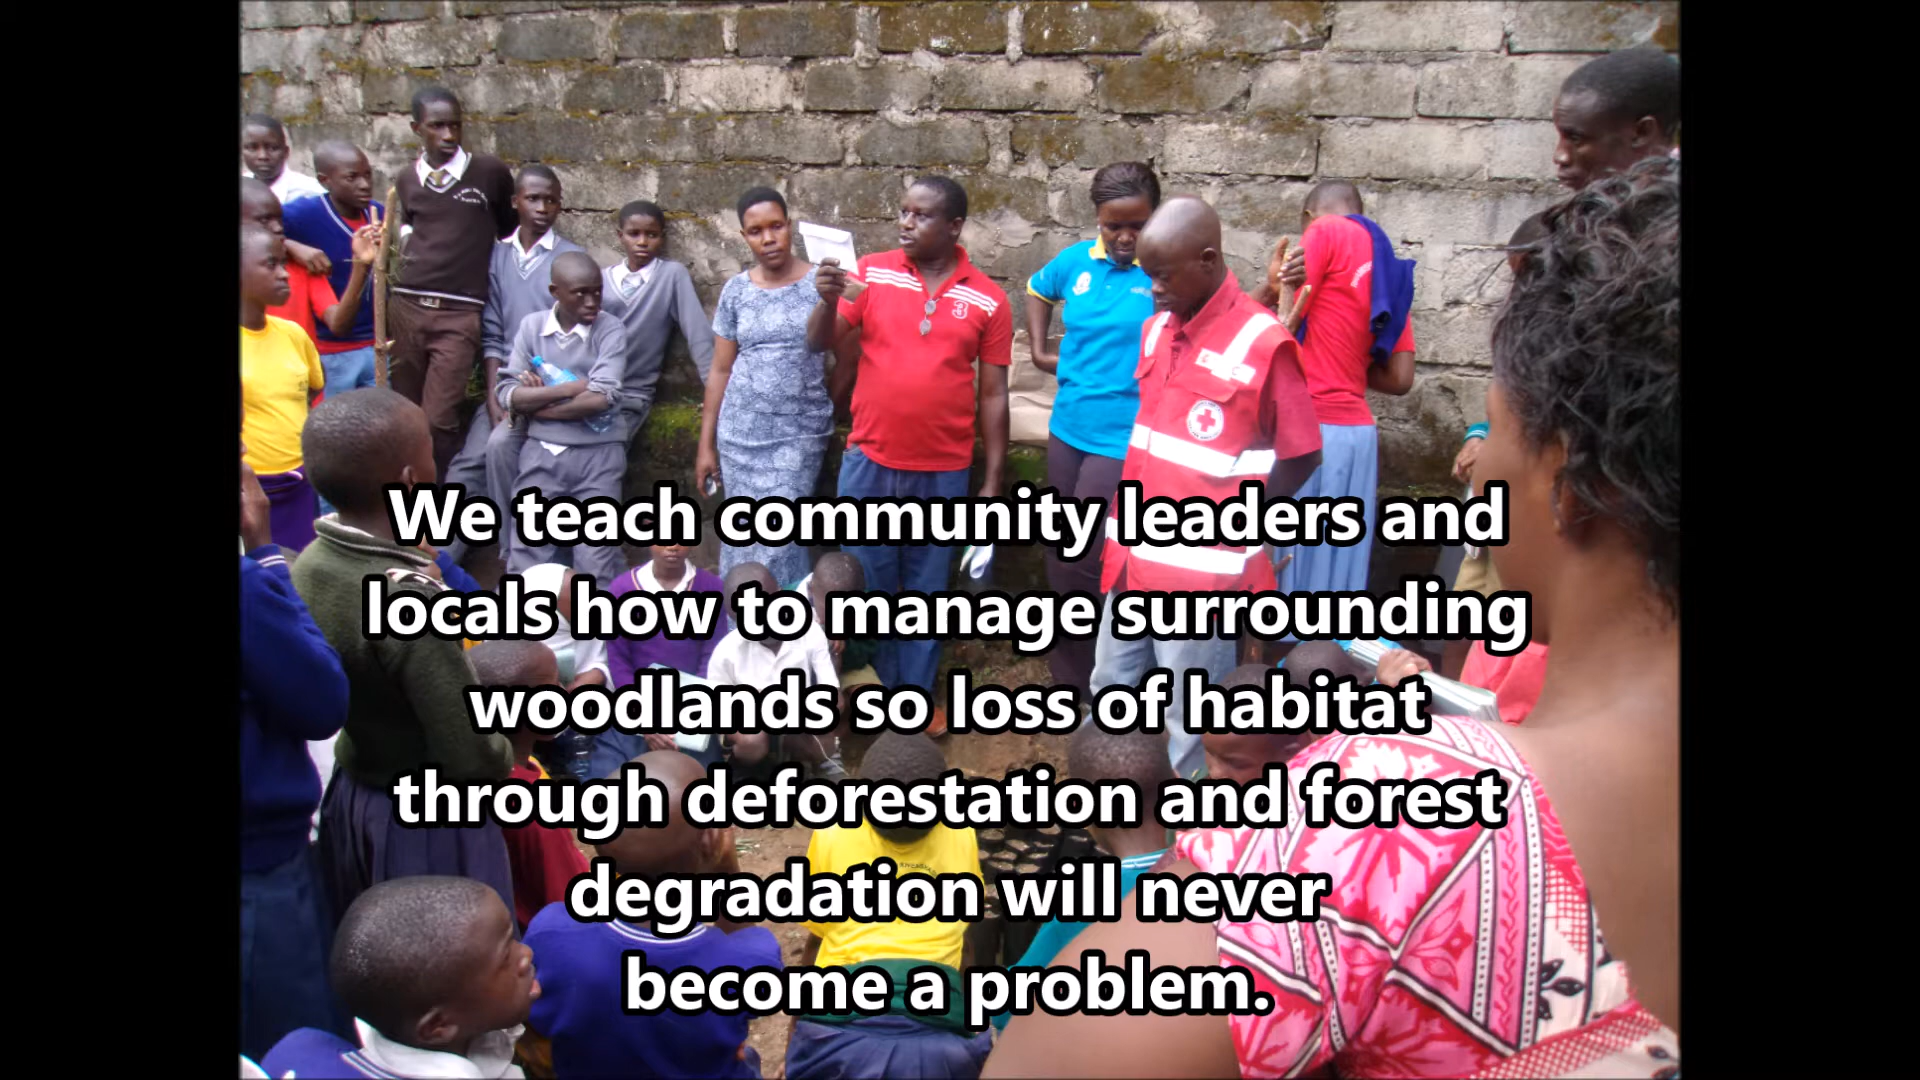 We teach community leaders and
locals how to manage surrounding
woodlands so loss of habitat
through deforestation and forest
degradation will never
become a problem.
3